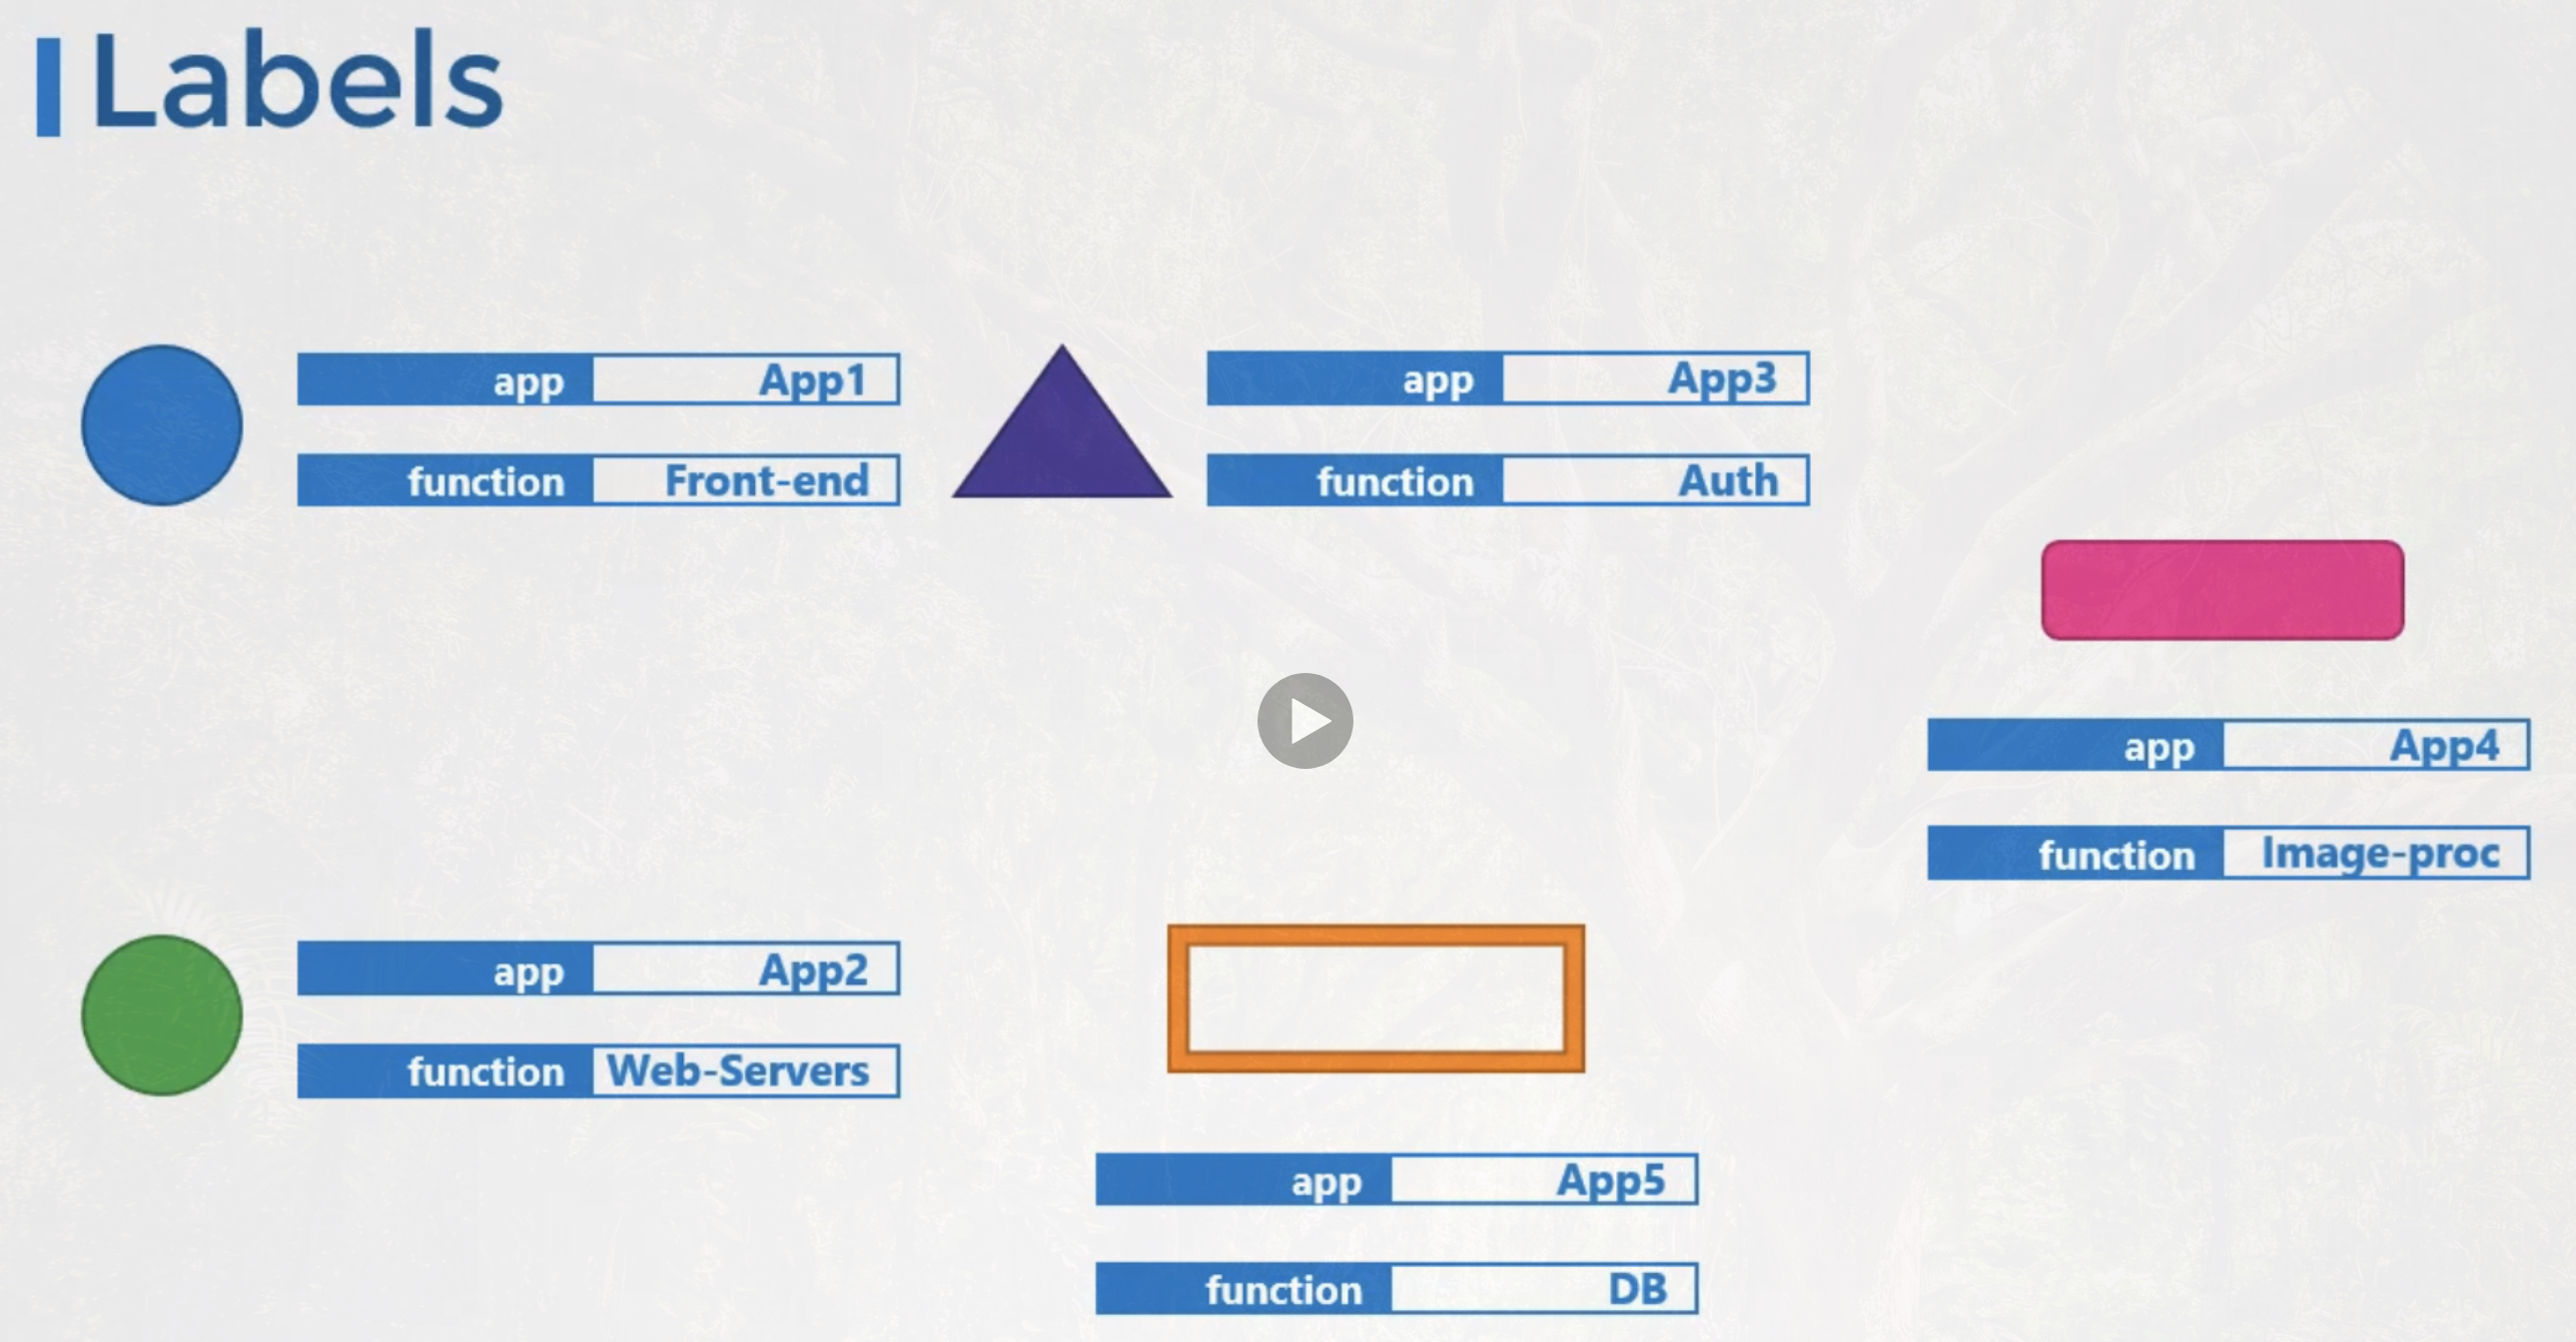 Labels
app App1
function Front-end
app App3
function Auth
app App4
function Image-proc
app App2
function Web-Servers
app App5
function DB